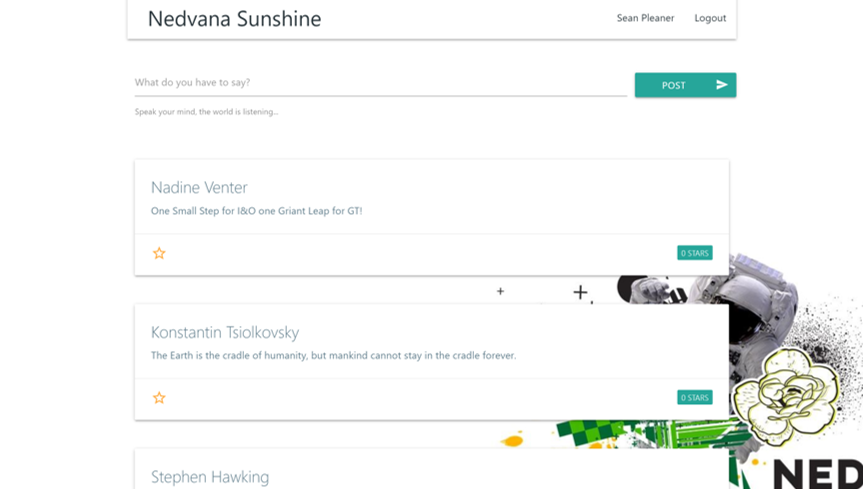 Nedvana Sunshine
Sean Pleaner
Logout
What do you have to say?
POST
Speak your mind, the world is listening...
Nadine Venter
One Small Step for I&O one Griant Leap for GT!
0 STARS
Konstantin Tsiolkovsky
The Earth is the cradle of humanity, but mankind cannot stay in the cradle forever.
0 STARS
Stephen Hawking
NED